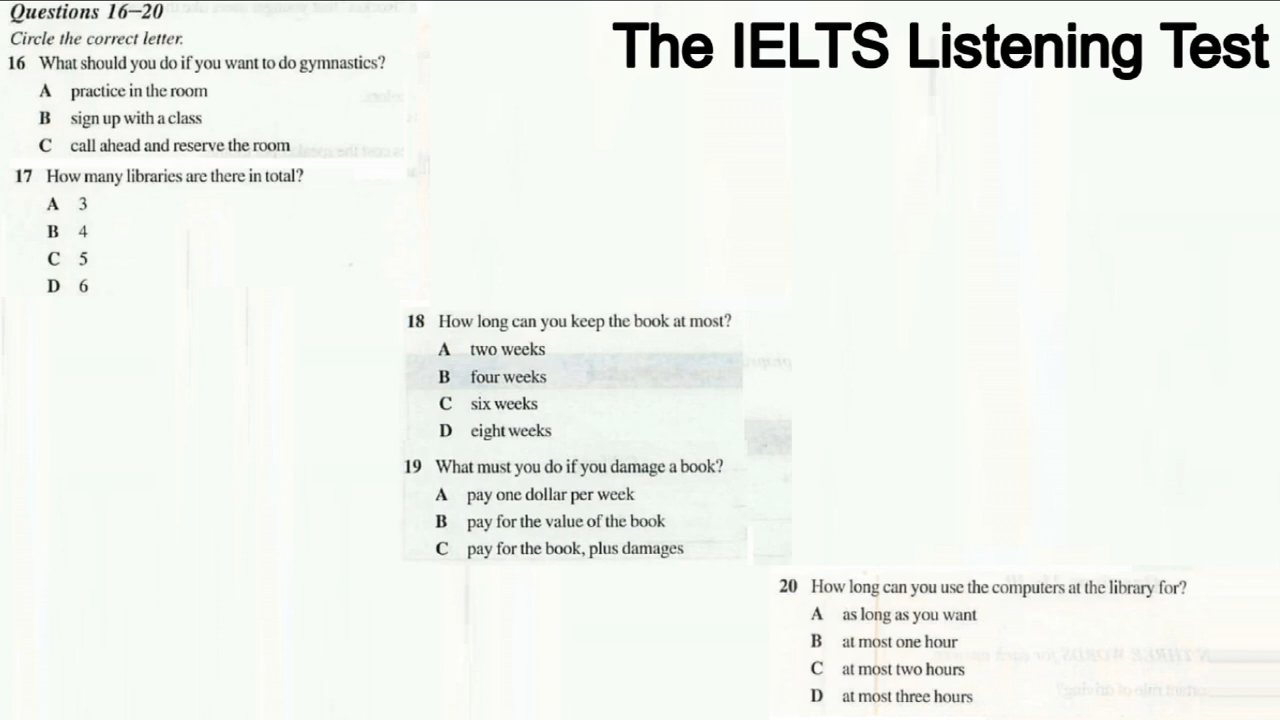 Questions 16–20
The IELTS Listening Test
Circle the correct letter.
16 What should you do if you want to do gymnastics?
A practice in the room
B sign up with a class
C call ahead and reserve the room
17 How many libraries are there in total?
A 3
B 4
C 5
D 6
18 How long can you keep the book at most?
A two weeks
B four weeks
C six weeks
D eight weeks
19 What must you do if you damage a book?
A pay one dollar per week
B pay for the value of the book
C pay for the book, plus damages
20 How long can you use the computers at the library for?
A as long as you want
B at most one hour
C at most two hours
D at most three hours